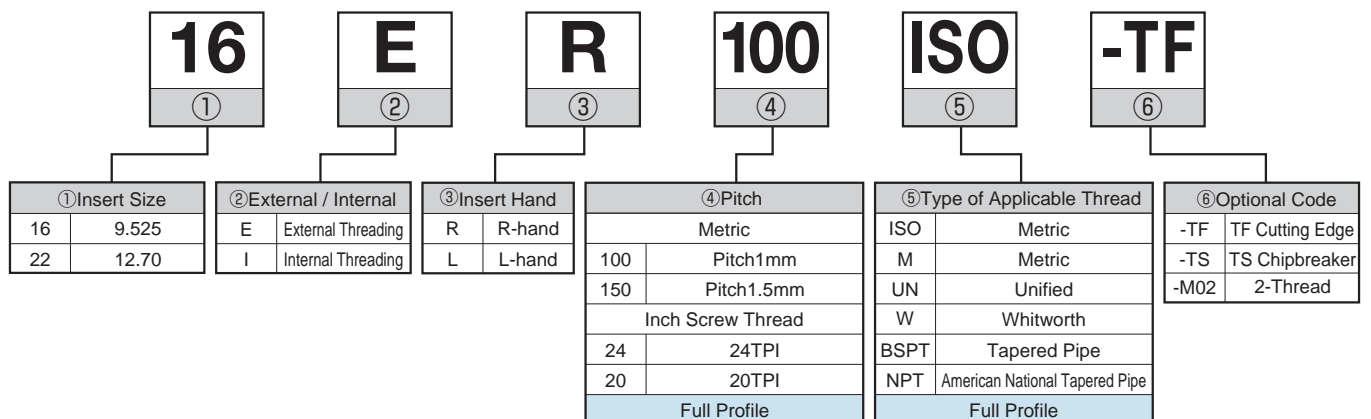 16 E R 100 ISO -TF
① ② ③ ④ ⑤ ⑥
①Insert Size
16 9.525
22 12.70
②External / Internal
E External Threading
I Internal Threading
③Insert Hand
R R-hand
L L-hand
④Pitch
Metric
100 Pitch1mm
150 Pitch1.5mm
Inch Screw Thread
24 24TPI
20 20TPI
Full Profile
⑤Type of Applicable Thread
ISO Metric
M Metric
UN Unified
W Whitworth
BSPT Tapered Pipe
NPT American National Tapered Pipe
Full Profile
⑥Optional Code
-TF TF Cutting Edge
-TS TS Chipbreaker
-M02 2-Thread